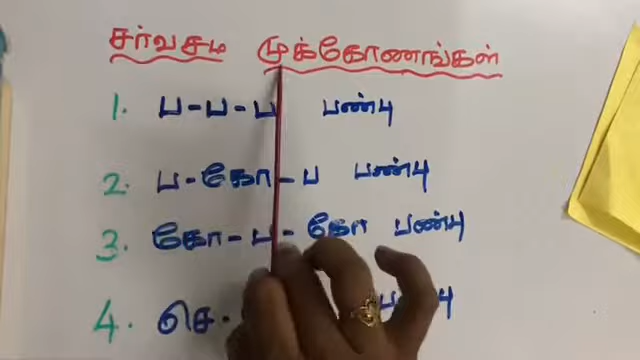 சர்வசம முக்கோணங்கள்
1. ப-ப-ப பண்பு
2. ப-கோ-ப பண்பு
3. கோ-ப-கோ பண்பு
4. செ-